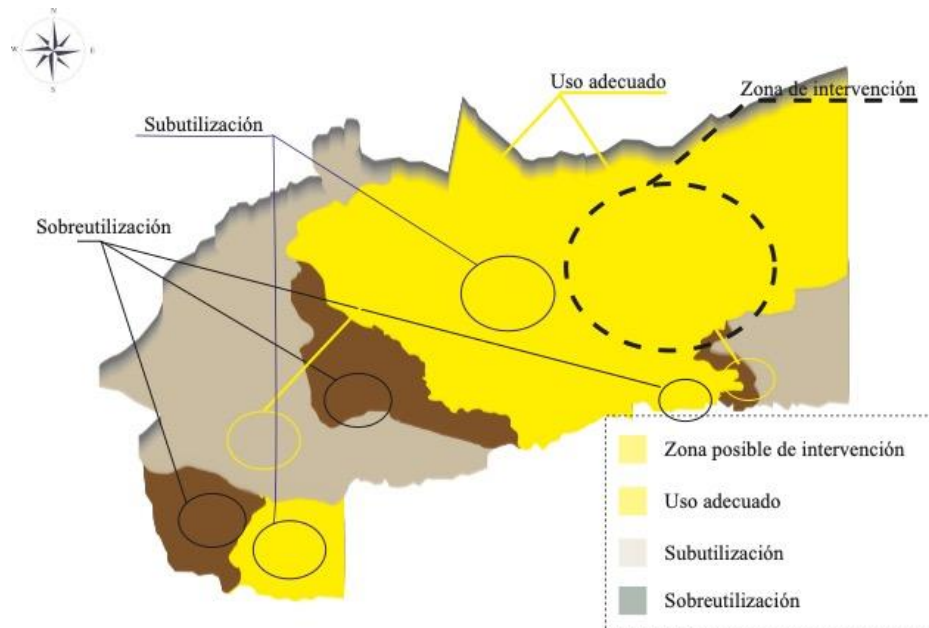 N
W
E
S
Uso adecuado
Zona de intervención
Subutilización
Sobreutilización
Zona posible de intervención
Uso adecuado
Subutilización
Sobreutilización